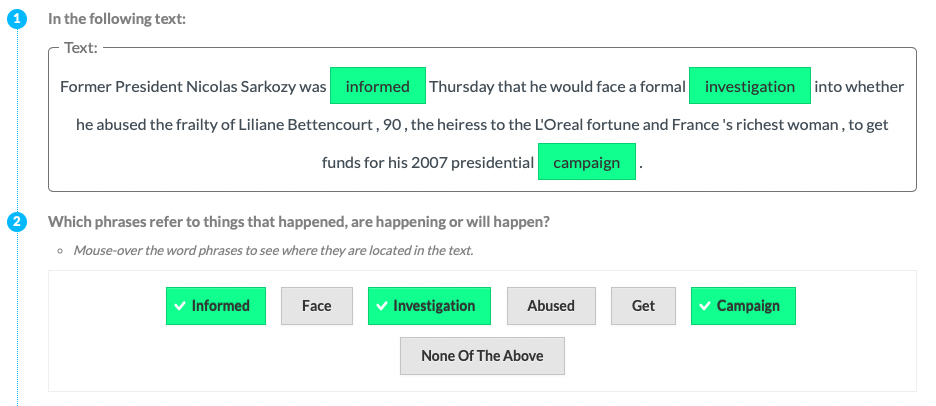 1 In the following text:
Text:
Former President Nicolas Sarkozy was informed Thursday that he would face a formal investigation into whether
he abused the frailty of Liliane Bettencourt , 90 , the heiress to the L'Oreal fortune and France 's richest woman , to get
funds for his 2007 presidential campaign .
2 Which phrases refer to things that happened, are happening or will happen?
Mouse-over the word phrases to see where they are located in the text.
Informed Face Investigation Abused Get Campaign
None Of The Above